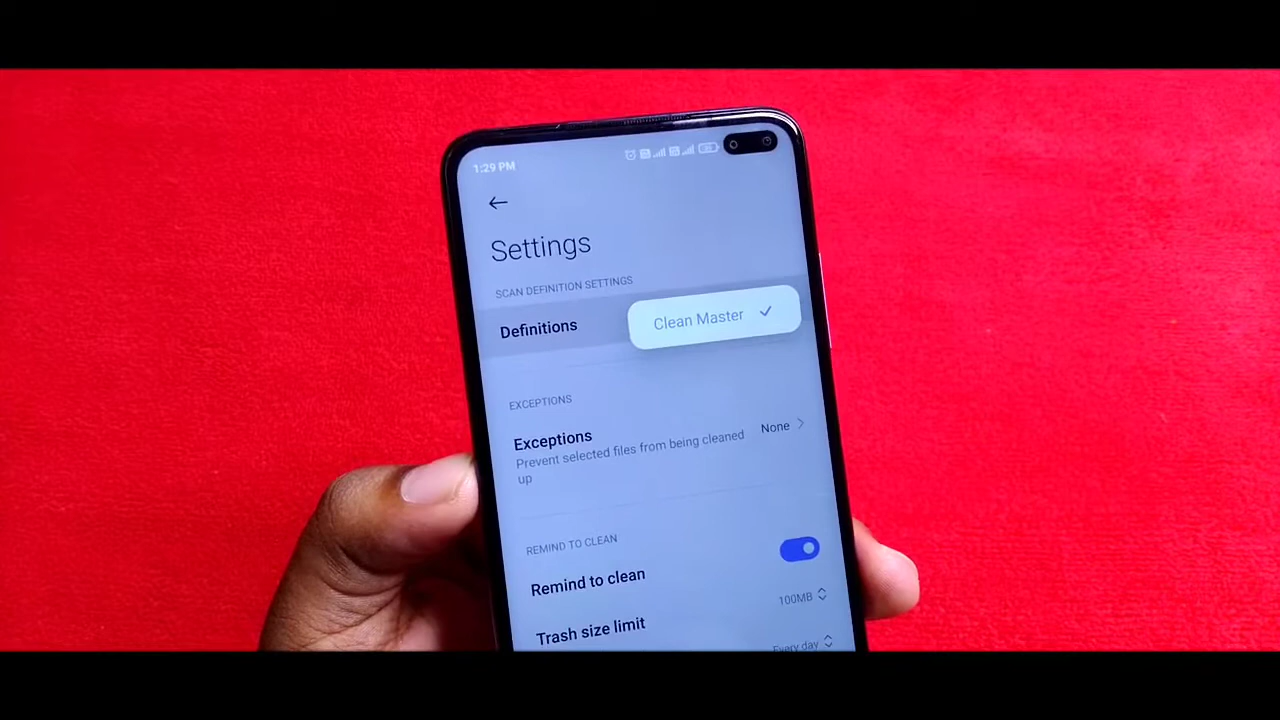 1:29 PM
Settings
SCAN DEFINITION SETTINGS
Definitions
Clean Master
EXCEPTIONS
Exceptions
None
Prevent selected files from being cleaned
up
REMIND TO CLEAN
Remind to clean
Trash size limit
100MB
Every day